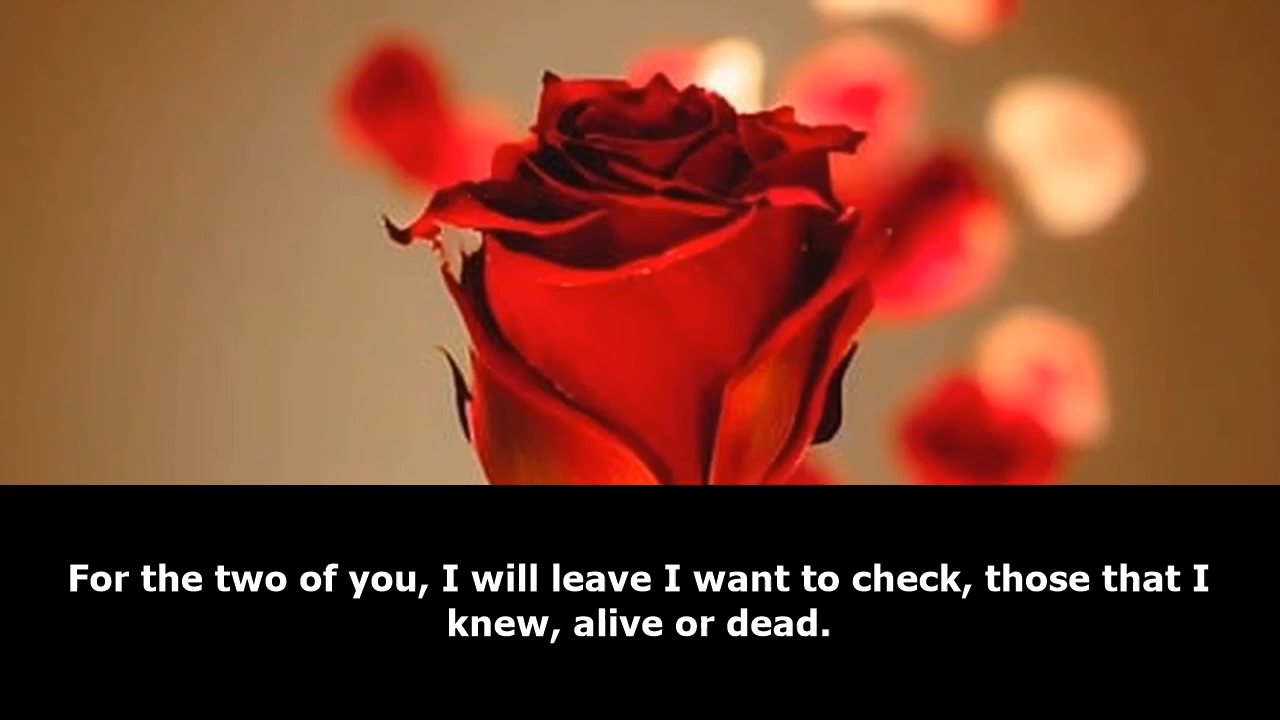 For the two of you, I will leave I want to check, those that I
knew, alive or dead.